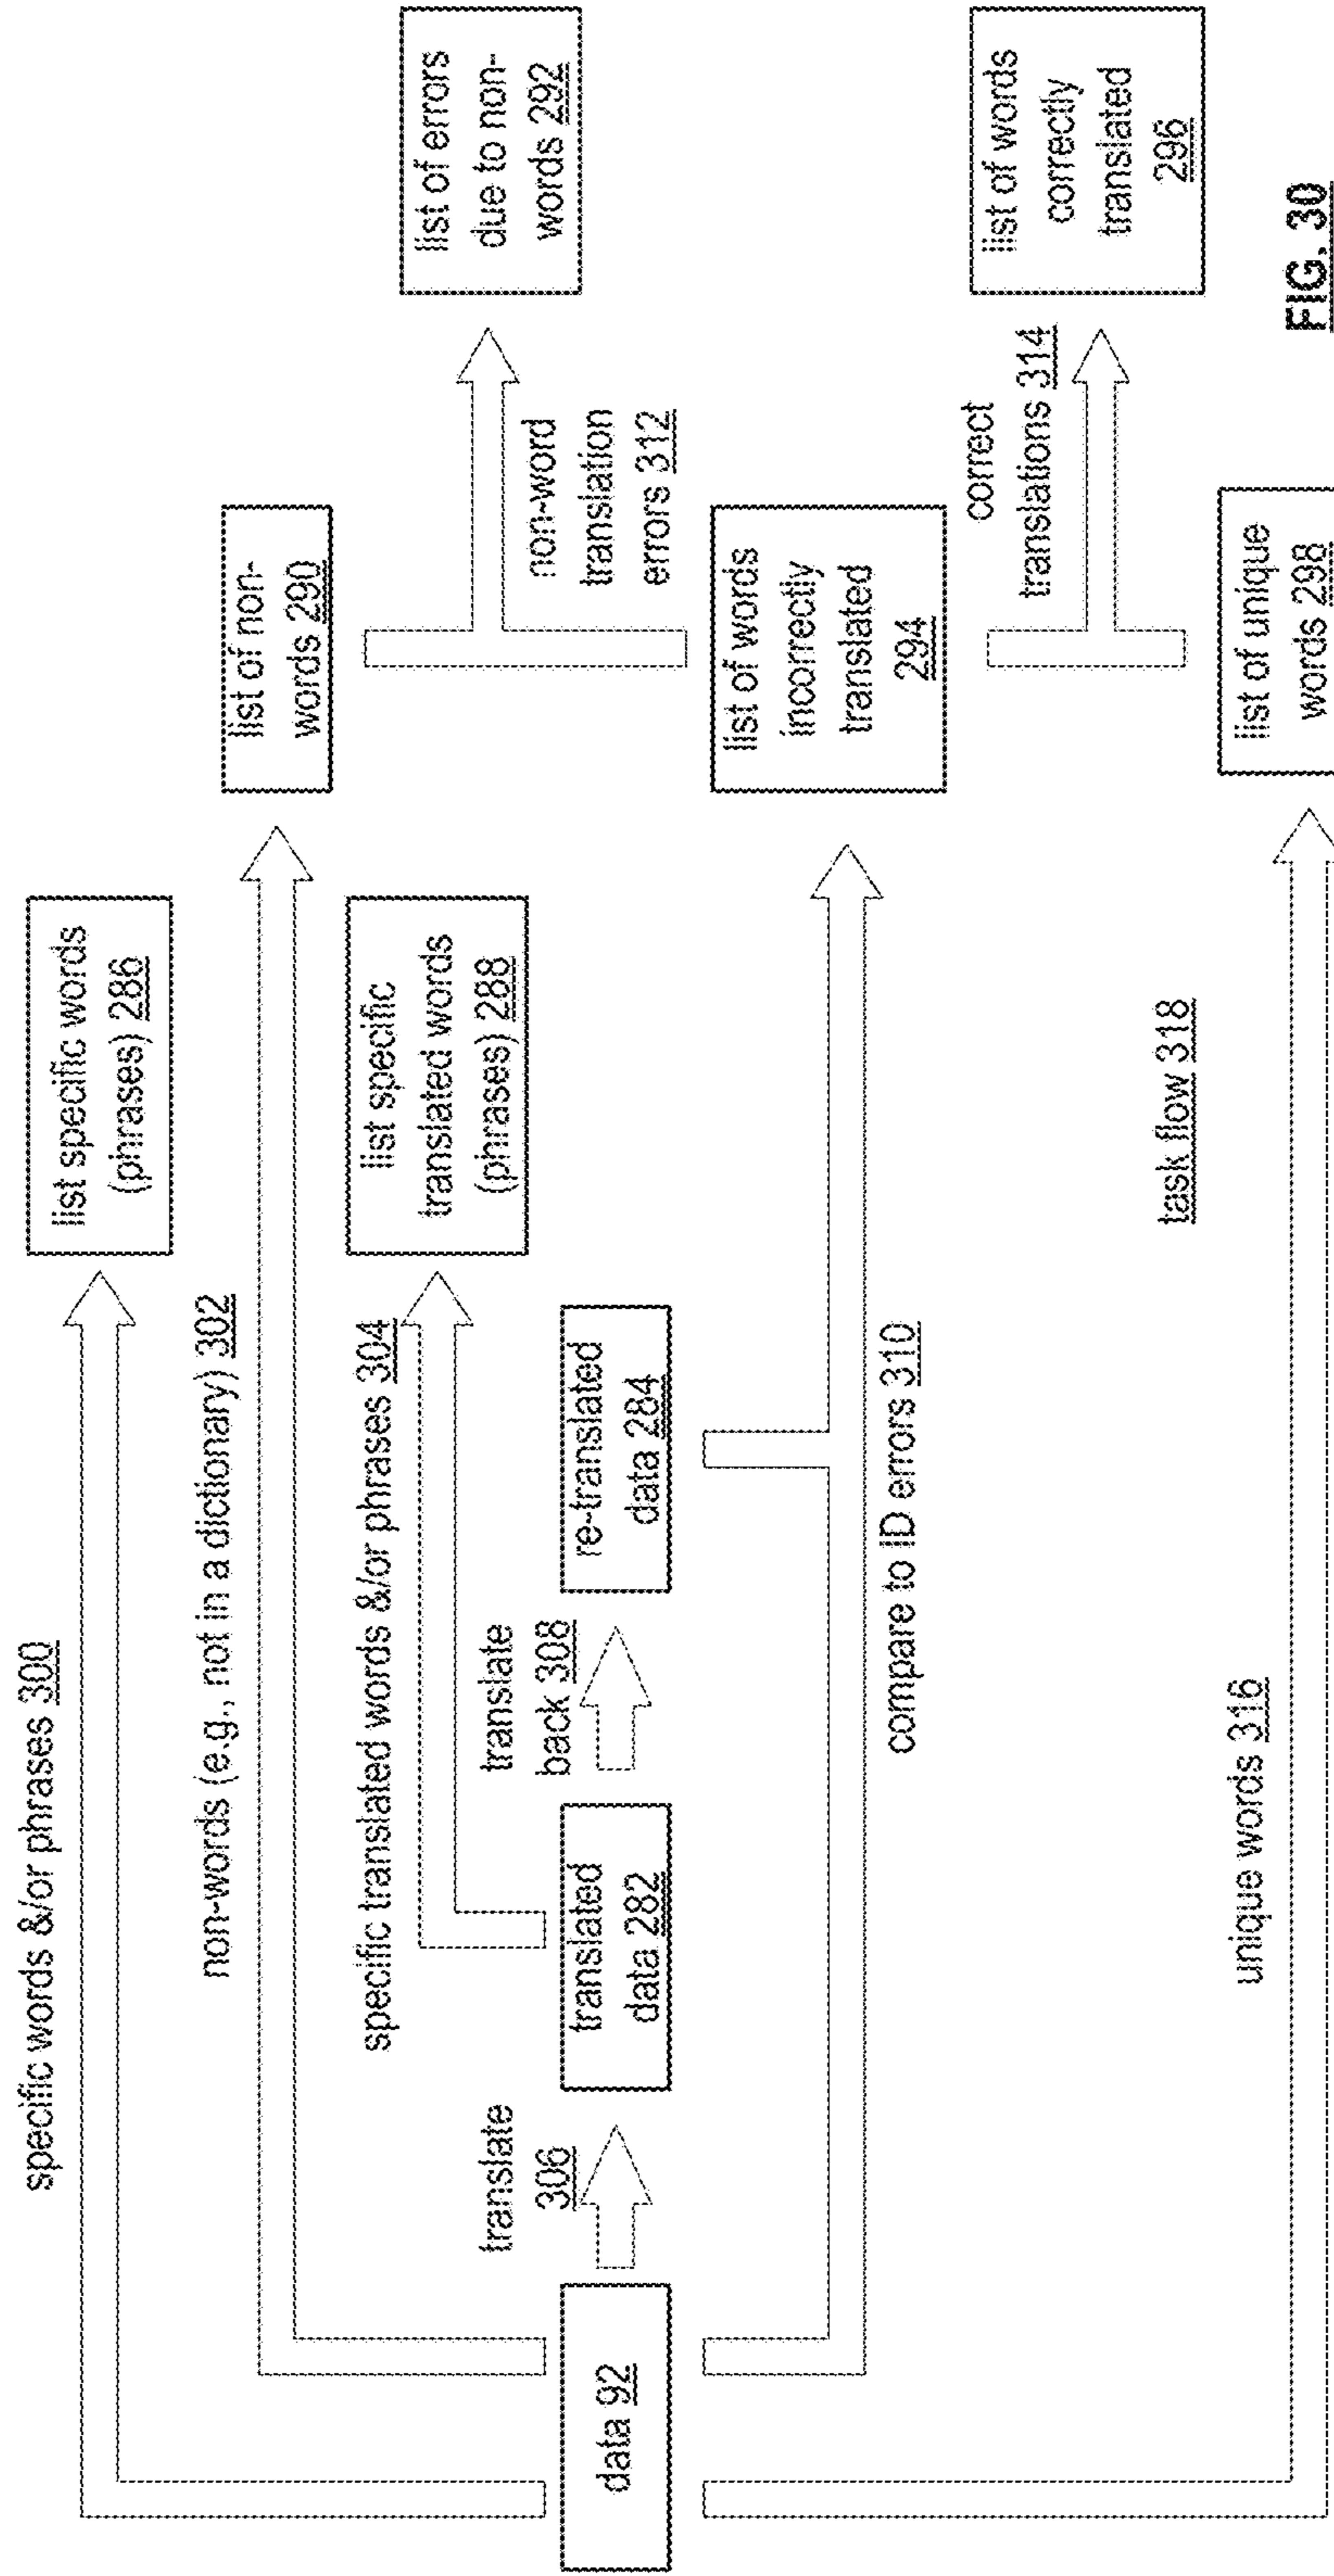 specific words &/or phrases 300
list specific words
(phrases) 286
non-words (e.g., not in a dictionary) 302
list of non-
words 290
list of errors
due to non-
words 292
specific translated words &/or phrases 304
list specific
translated words
(phrases) 288
non-word
translation
errors 312
translate
306
translate
back 308
data 92
translated
data 282
re-translated
data 284
list of words
incorrectly
translated
294
compare to ID errors 310
correct
translations 314
list of words
correctly
translated
296
task flow 318
unique words 316
list of unique
words 298
FIG. 30